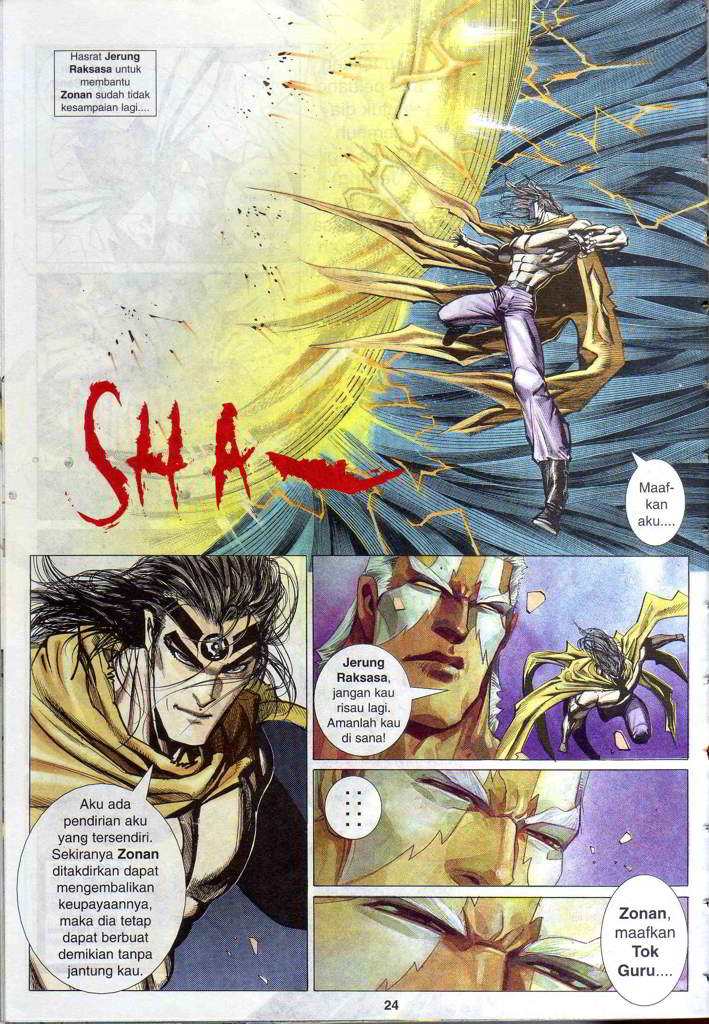 Hasrat Jerung
Raksasa untuk
membantu
Zonan sudah tidak
kesampaian lagi....
SHA
Maaf-
kan
aku....
Aku ada
pendirian aku
yang tersendiri.
Sekiranya Zonan
ditakdirkan dapat
mengembalikan
keupayaannya,
maka dia tetap
dapat berbuat
demikian tanpa
jantung kau.
Jerung
Raksasa,
jangan kau
risau lagi.
Amanlah kau
di sana!
Zonan,
maafkan
Tok
Guru....
24